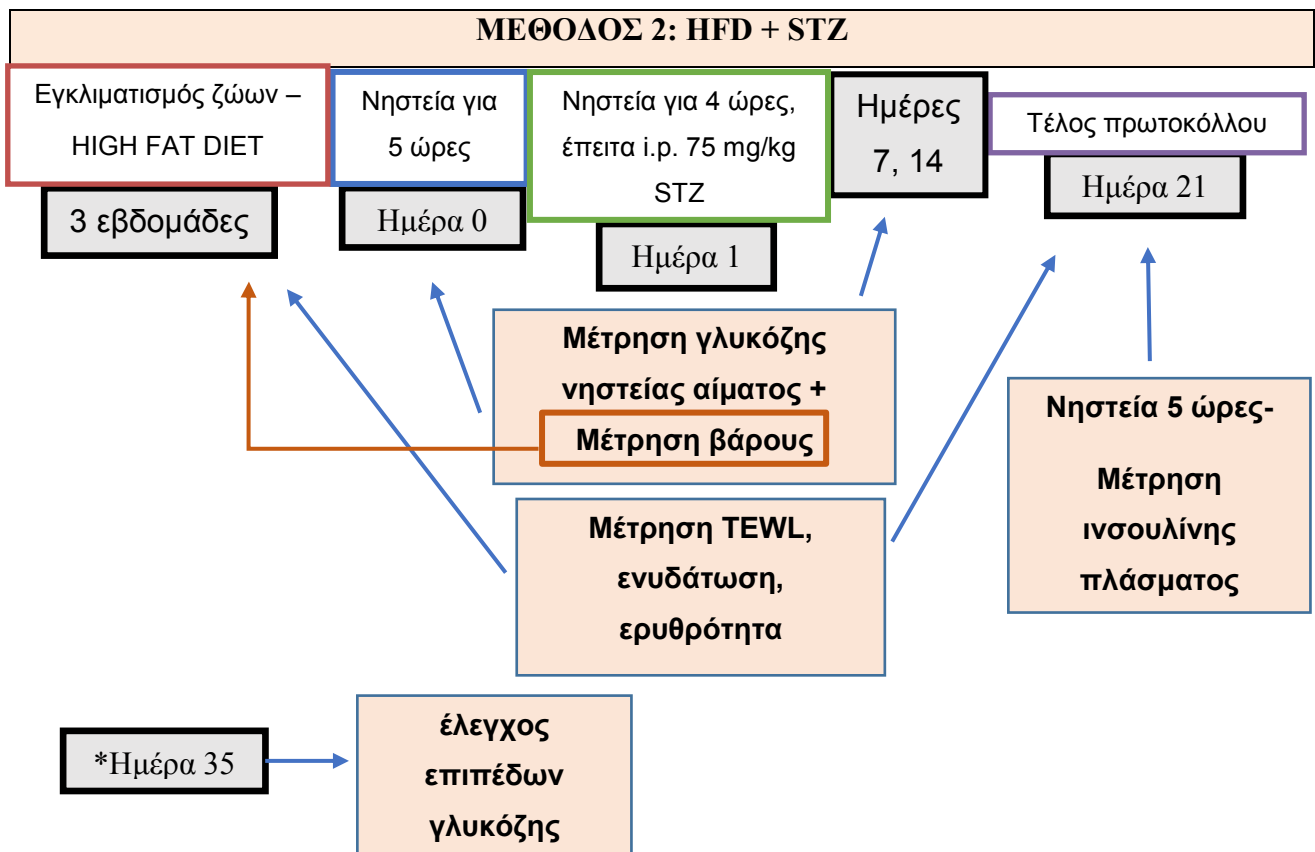 ΜΕΘΟΔΟΣ 2: HFD + STZ
Εγκλιματισμός ζώων –
HIGH FAT DIET
3 εβδομάδες
Νηστεία για
5 ώρες
Ημέρα 0
Νηστεία για 4 ώρες,
έπειτα i.p. 75 mg/kg
STZ
Ημέρα 1
Ημέρες
7, 14
Τέλος πρωτοκόλλου
Ημέρα 21
Μέτρηση γλυκόζης
νηστείας αίματος +
Μέτρηση βάρους
Νηστεία 5 ώρες-
Μέτρηση
ινσουλίνης
πλάσματος
Μέτρηση TEWL,
ενυδάτωση,
ερυθρότητα
*Ημέρα 35
έλεγχος
επιπέδων
γλυκόζης